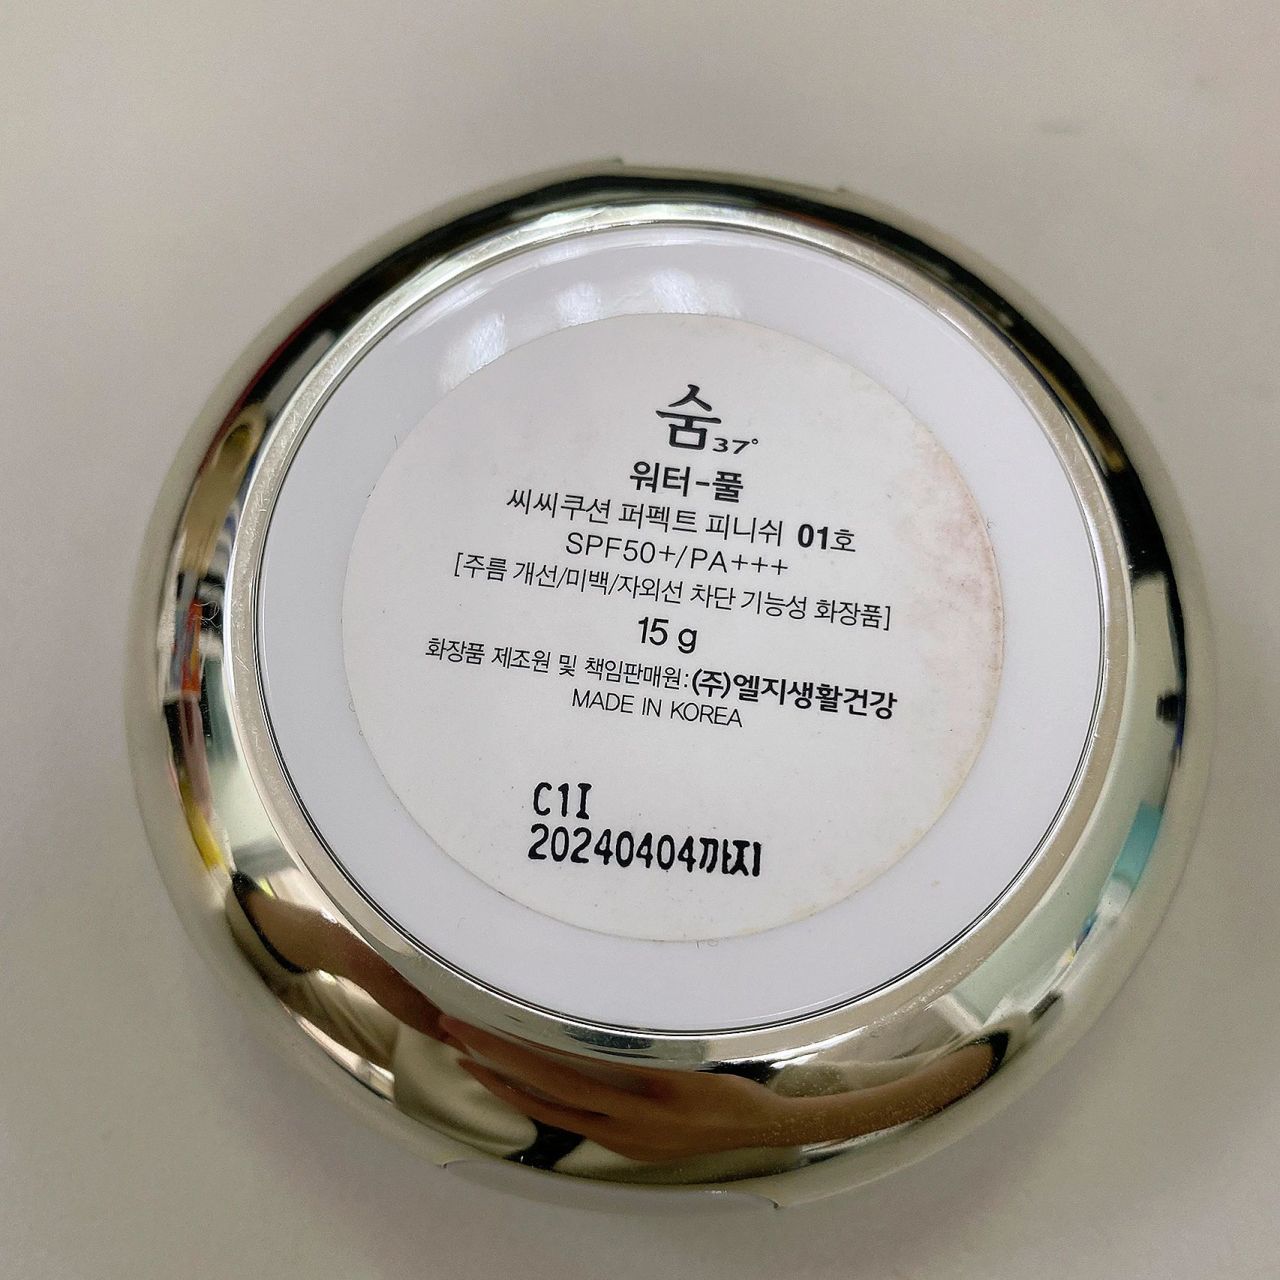 숨37°
워터-풀
씨씨쿠션 퍼펙트 피니쉬 01호
SPF50+/PA+++
[주름 개선/미백/자외선 차단 기능성 화장품]
15 g
화장품 제조원 및 책임판매원:(주)엘지생활건강
MADE IN KOREA
C1I
20240404까지